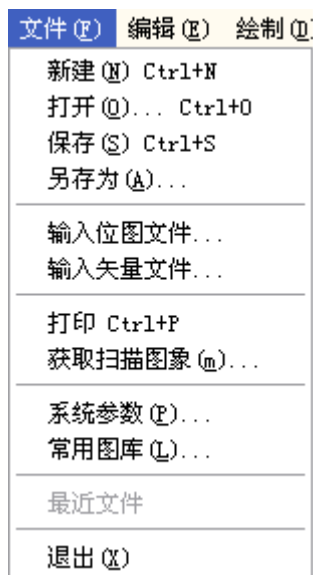 文件(F) 编辑(E) 绘制(D
新建(N) Ctrl+N
打开(O)... Ctrl+O
保存(S) Ctrl+S
另存为(A)...
输入位图文件...
输入矢量文件...
打印 Ctrl+P
获取扫描图象(m)...
系统参数(P)...
常用图库(L)...
最近文件
退出(X)